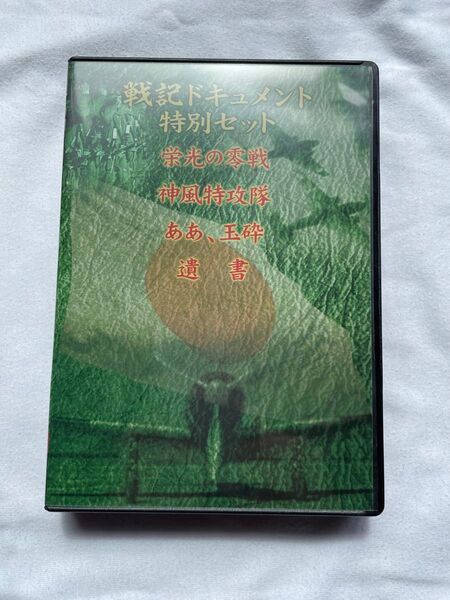 戦記ドキュメント
特別セット
栄光の零戦
神風特攻隊
ああ、玉砕
遺書